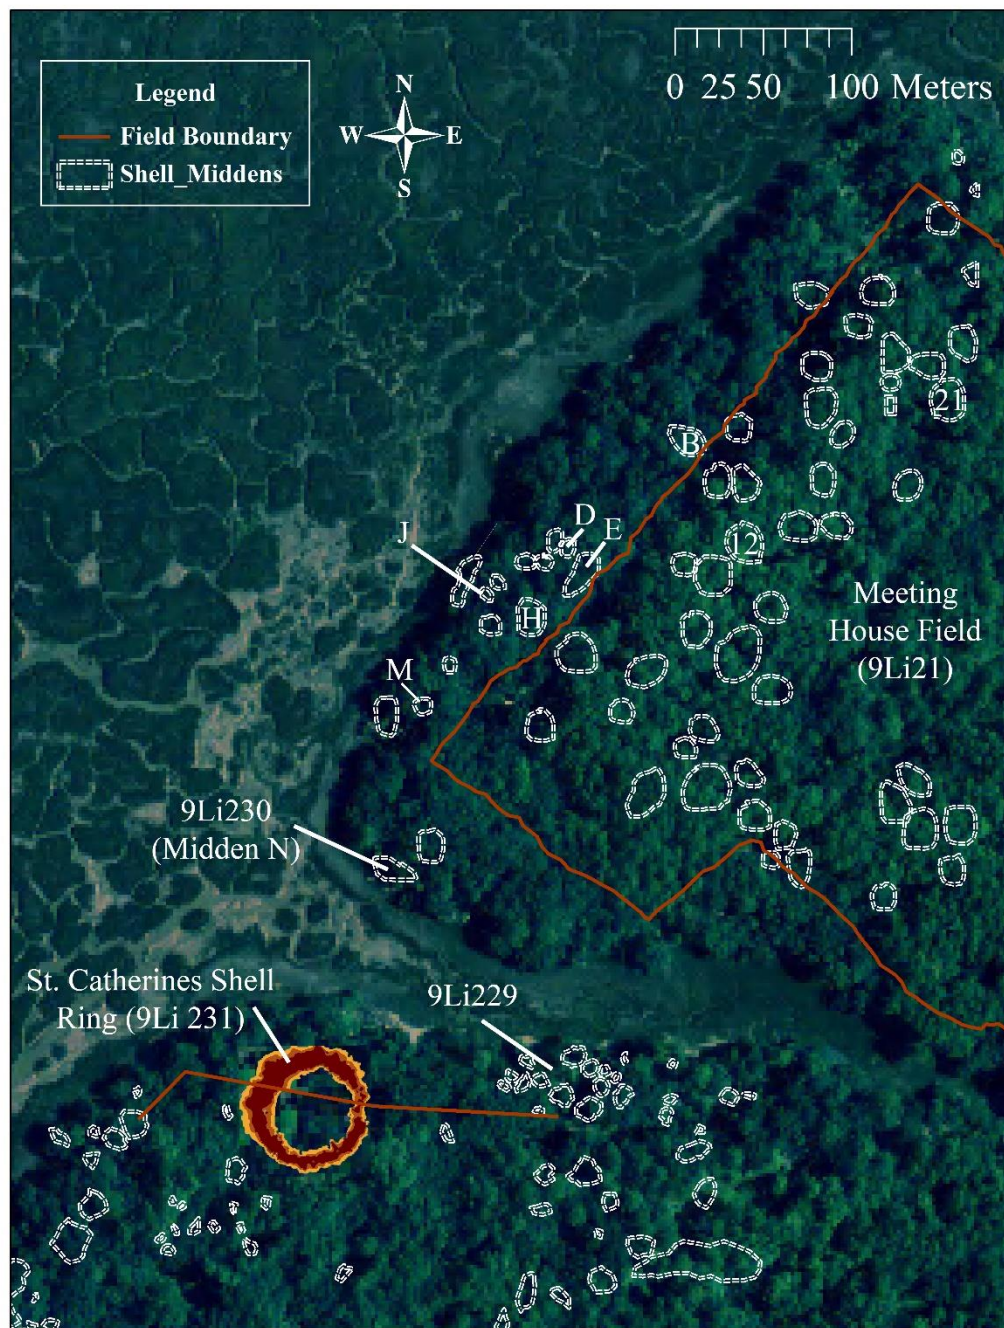 0 25 50 100 Meters
Legend
Field Boundary
Shell_Middens
N
W E
S
21
B
12
D
E
J
H
Meeting
House Field
(9Li21)
M
9Li230
(Midden N)
St. Catherines Shell
Ring (9Li 231)
9Li229